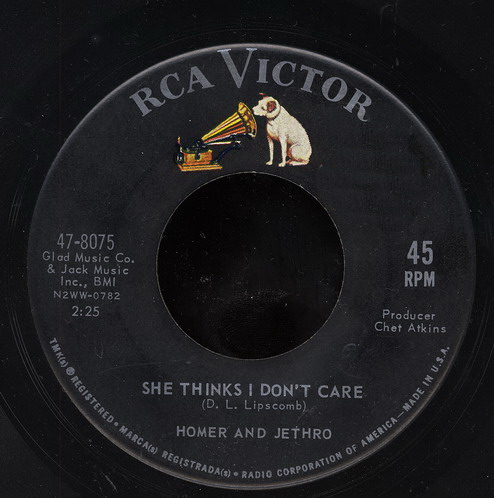 RCA VICTOR
47-8075
Glad Music Co.
& Jack Music
Inc., BMI
N2WW-0782
2:25
45
RPM
Producer
Chet Atkins
SHE THINKS I DON'T CARE
(D. L. Lipscomb)
HOMER AND JETHRO
TMK(s) ® REGISTERED • MARCA(s) REGISTRADA(s) • RADIO CORPORATION OF AMERICA—MADE IN U.S.A.